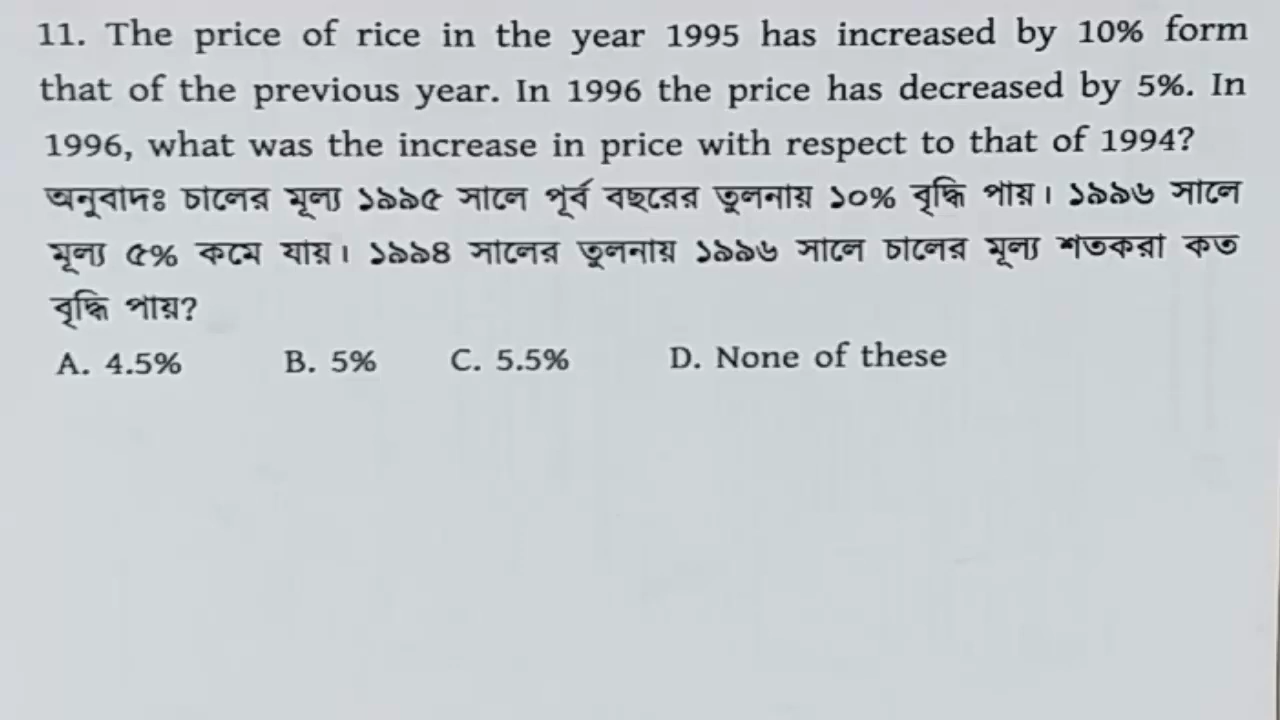 11. The price of rice in the year 1995 has increased by 10% form
that of the previous year. In 1996 the price has decreased by 5%. In
1996, what was the increase in price with respect to that of 1994?
অনুবাদঃ চালের মূল্য ১৯৯৫ সালে পূর্ব বছরের তুলনায় ১০% বৃদ্ধি পায়। ১৯৯৬ সালে
মূল্য ৫% কমে যায়। ১৯৯৪ সালের তুলনায় ১৯৯৬ সালে চালের মূল্য শতকরা কত
বৃদ্ধি পায়?
A. 4.5% B. 5% C. 5.5% D. None of these